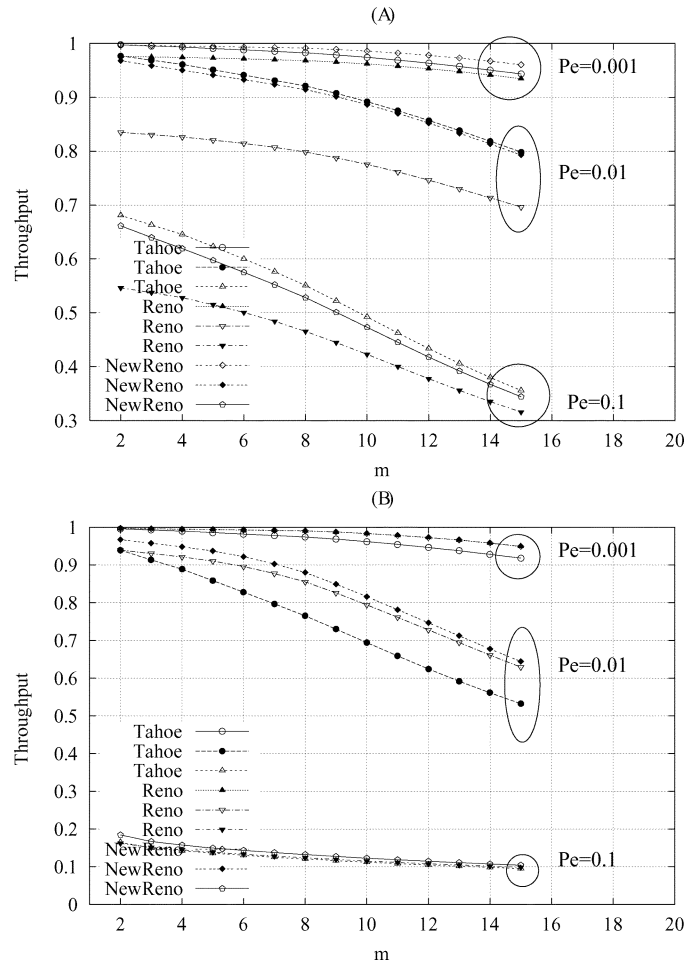 (A)
1
0.9
0.8
0.7
0.6
0.5
0.4
0.3
Throughput
Pe=0.001
Pe=0.01
Pe=0.1
Tahoe
Tahoe
Tahoe
Reno
Reno
Reno
NewReno
NewReno
NewReno
2 4 6 8 10 12 14 16 18 20
m
(B)
1
0.9
0.8
0.7
0.6
0.5
0.4
0.3
0.2
0.1
0
Throughput
Pe=0.001
Pe=0.01
Pe=0.1
Tahoe
Tahoe
Tahoe
Reno
Reno
Reno
NewReno
NewReno
NewReno
2 4 6 8 10 12 14 16 18 20
m